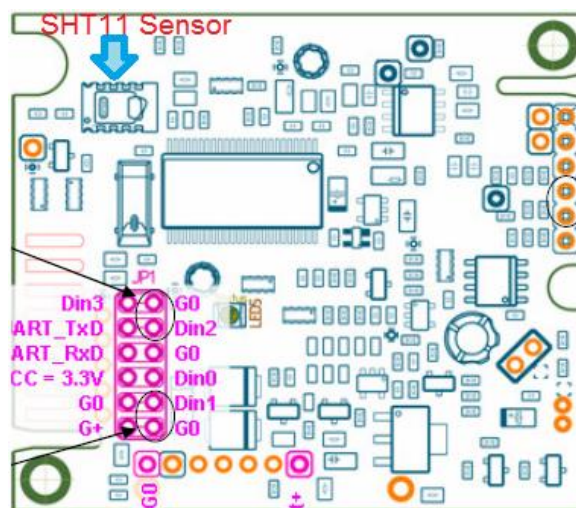 SHT11 Sensor
JP1
Din3 G0
ART_TxD Din2
ART_RxD G0
CC = 3.3V Din0
G0 Din1
G+ G0
LED5
G0
t+